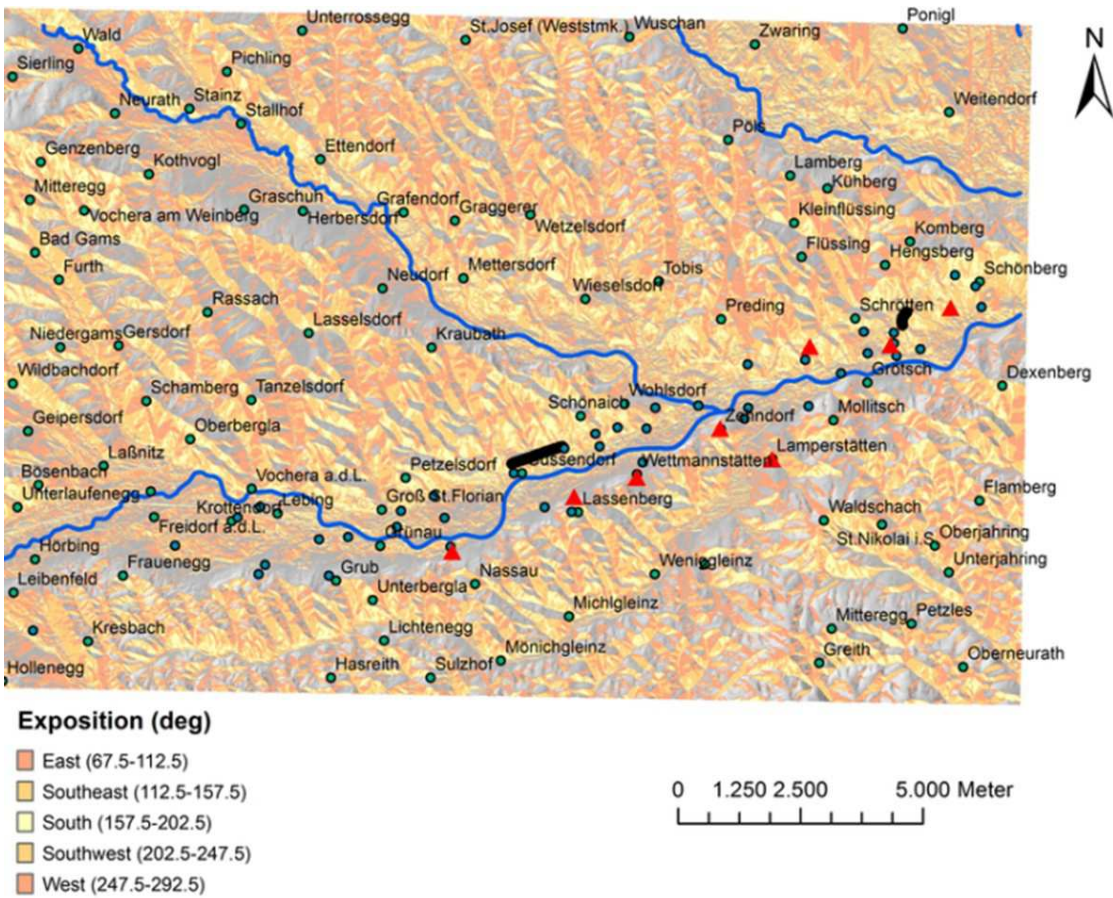 Unterrossegg
St.Josef (Weststmk.)
Wuschan
Zwaring
Ponigl
Wald
N
Sierling
Pichling
Neurath
Stainz
Stallhof
Weitendorf
Pöls
Genzenberg
Kothvogl
Ettendorf
Lamberg
Kühberg
Mitteregg
Vochera am Weinberg
Graschuh
Herbersdorf
Grafendorf
Graggerer
Wetzelsdorf
Kleinflüssing
Flüssing
Komberg
Hengsberg
Bad Gams
Furth
Neudorf
Mettersdorf
Wieselsdorf
Tobis
Schönberg
Rassach
Lasselsdorf
Kraubath
Preding
Schrötten
Niedergams
Gersdorf
Wildbachdorf
Schamberg
Tanzelsdorf
Grötsch
Dexenberg
Geipersdorf
Oberbergla
Schönaich
Wohlsdorf
Zehndorf
Mollitsch
Laßnitz
Bösenbach
Unterlaufenegg
Vochera a.d.L.
Petzelsdorf
Wettmannstätten
Lamperstätten
Krottendorf
Lebing
Groß St.Florian
Lassenberg
Flamberg
Freidorf a.d.L.
Grünau
Waldschach
St.Nikolai i.S.
Oberjahring
Hörbing
Frauenegg
Grub
Unterbergla
Nassau
Wenigleinz
Unterjahring
Leibenfeld
Michlgleinz
Mitteregg
Petzles
Kresbach
Lichtenegg
Mönichgleinz
Greith
Oberneurath
Hollenegg
Hasreith
Sulzhof
Exposition (deg)
East (67.5-112.5)
Southeast (112.5-157.5)
South (157.5-202.5)
Southwest (202.5-247.5)
West (247.5-292.5)
0 1.250 2.500 5.000 Meter